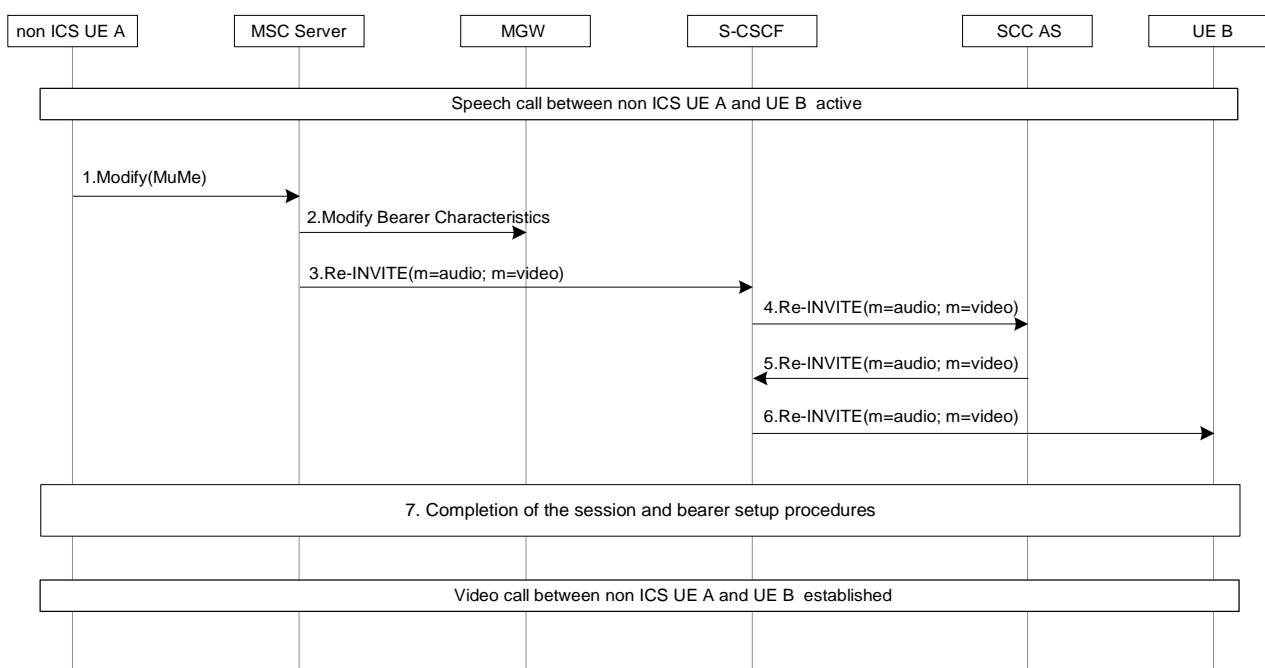 non ICS UE A
MSC Server
MGW
S-CSCF
SCC AS
UE B
Speech call between non ICS UE A and UE B  active
1.Modify(MuMe)
2.Modify Bearer Characteristics
3.Re-INVITE(m=audio; m=video)
4.Re-INVITE(m=audio; m=video)
5.Re-INVITE(m=audio; m=video)
6.Re-INVITE(m=audio; m=video)
7. Completion of the session and bearer setup procedures
Video call between non ICS UE A and UE B  established